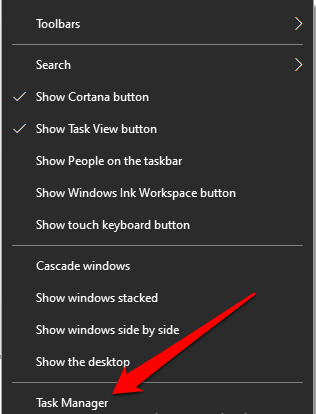 Toolbars
Search
Show Cortana button
Show Task View button
Show People on the taskbar
Show Windows Ink Workspace button
Show touch keyboard button
Cascade windows
Show windows stacked
Show windows side by side
Show the desktop
Task Manager